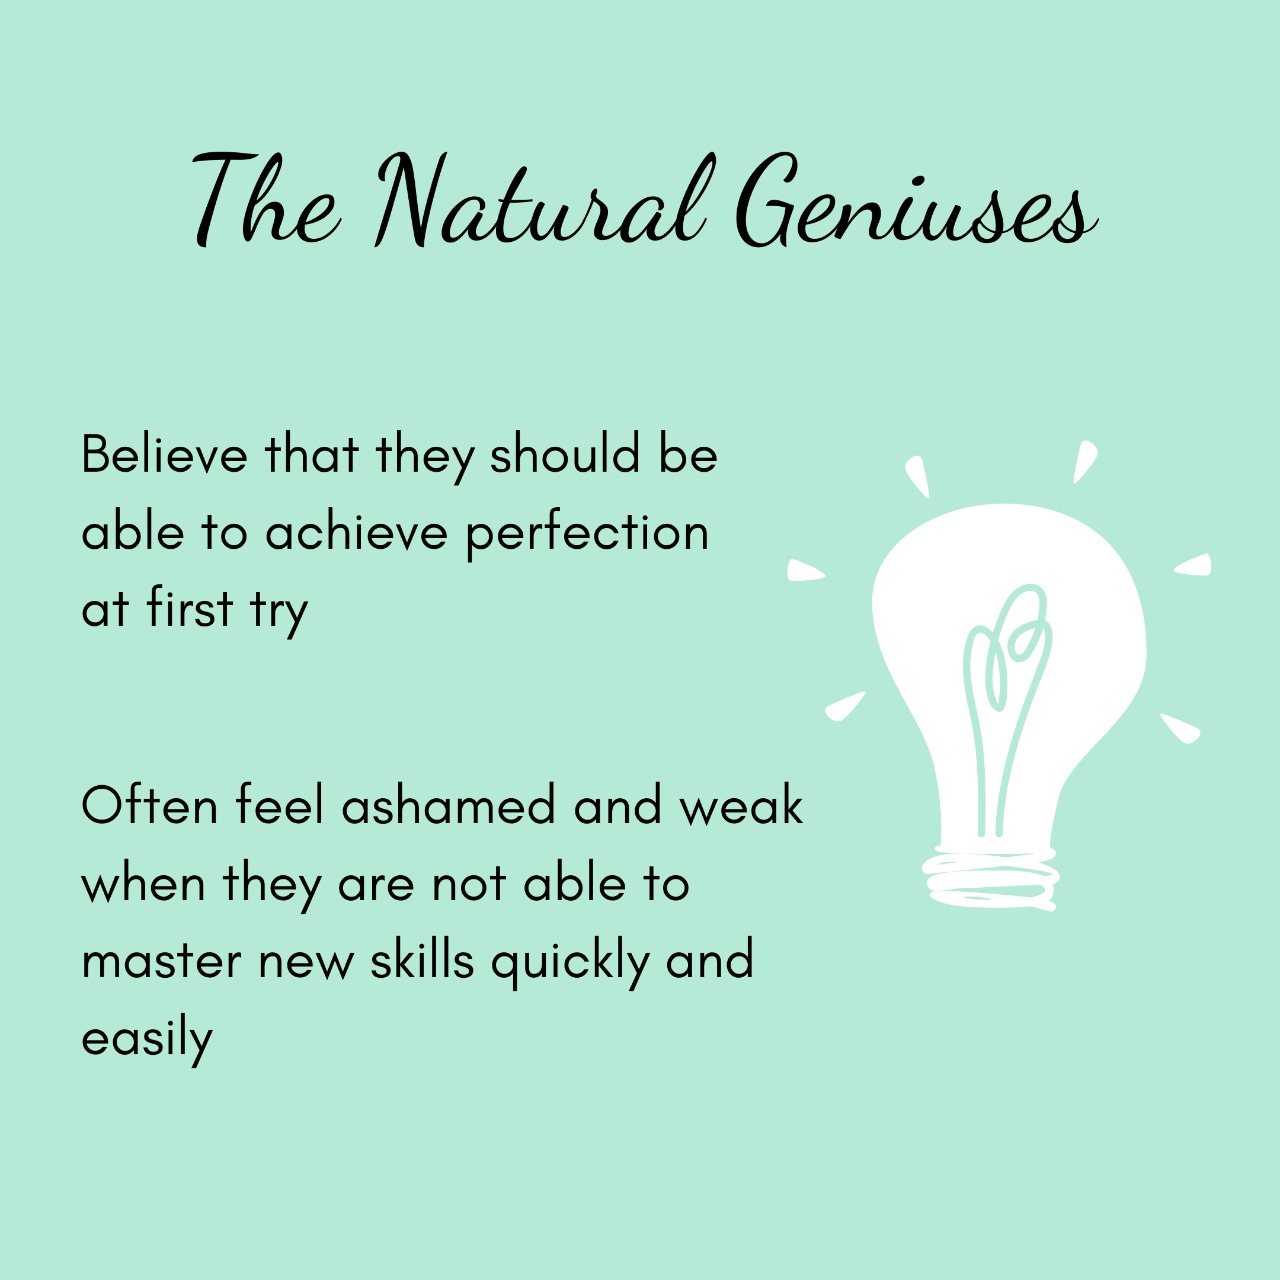 The Natural Geniuses
Believe that they should be
able to achieve perfection
at first try
Often feel ashamed and weak
when they are not able to
master new skills quickly and
easily